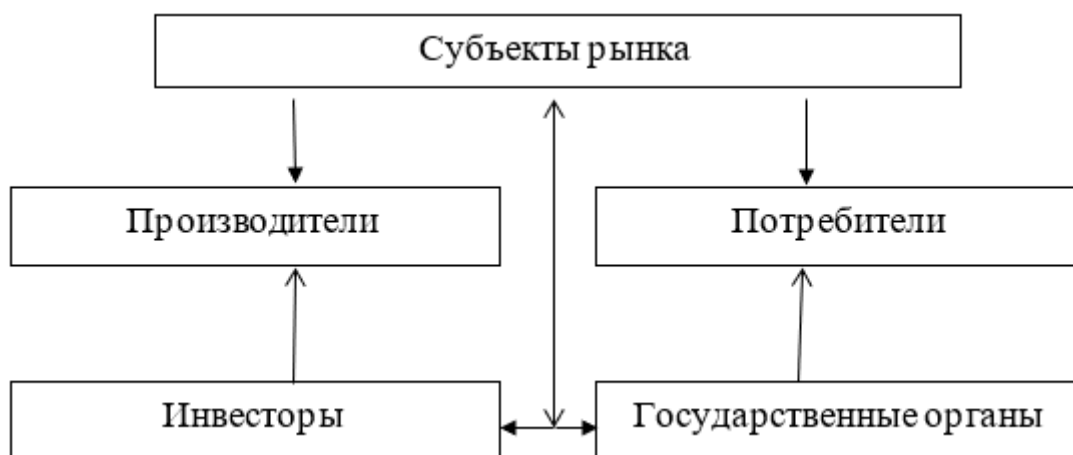 Субъекты рынка
Производители
Потребители
Инвесторы
Государственные органы